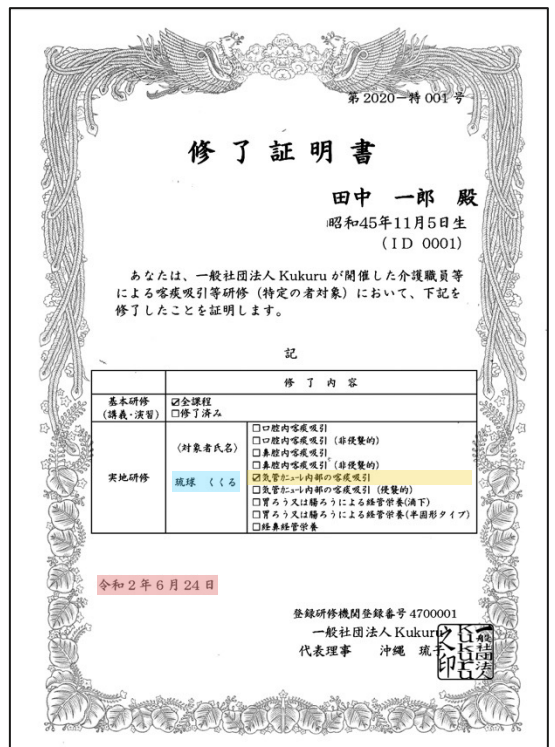 第 2020－特 001 号
修了証明書
田中 一郎 殿
昭和45年11月5日生
（ID 0001）
あなたは、一般社団法人 Kukuru が開催した介護職員等
による喀痰吸引等研修（特定の者対象）において、下記を
修了したことを証明します。
記
修了内容
基本研修
（講義・演習）
☑全課程
□修了済み
実地研修
（対象者氏名）
琉球 くくる
□口腔内喀痰吸引
□口腔内喀痰吸引（非侵襲的）
□鼻腔内喀痰吸引
□鼻腔内喀痰吸引（非侵襲的）
☑気管ｶﾆｭｰﾚ内部の喀痰吸引
□気管ｶﾆｭｰﾚ内部の喀痰吸引（侵襲的）
□胃ろう又は腸ろうによる経管栄養(滴下)
□胃ろう又は腸ろうによる経管栄養(半固形タイプ)
□経鼻経管栄養
令和２年６月24日
登録研修機関登録番号 4700001
一般社団法人 Kukuru
代表理事 沖縄 琉子
一般社団法人
Kukuru
之印